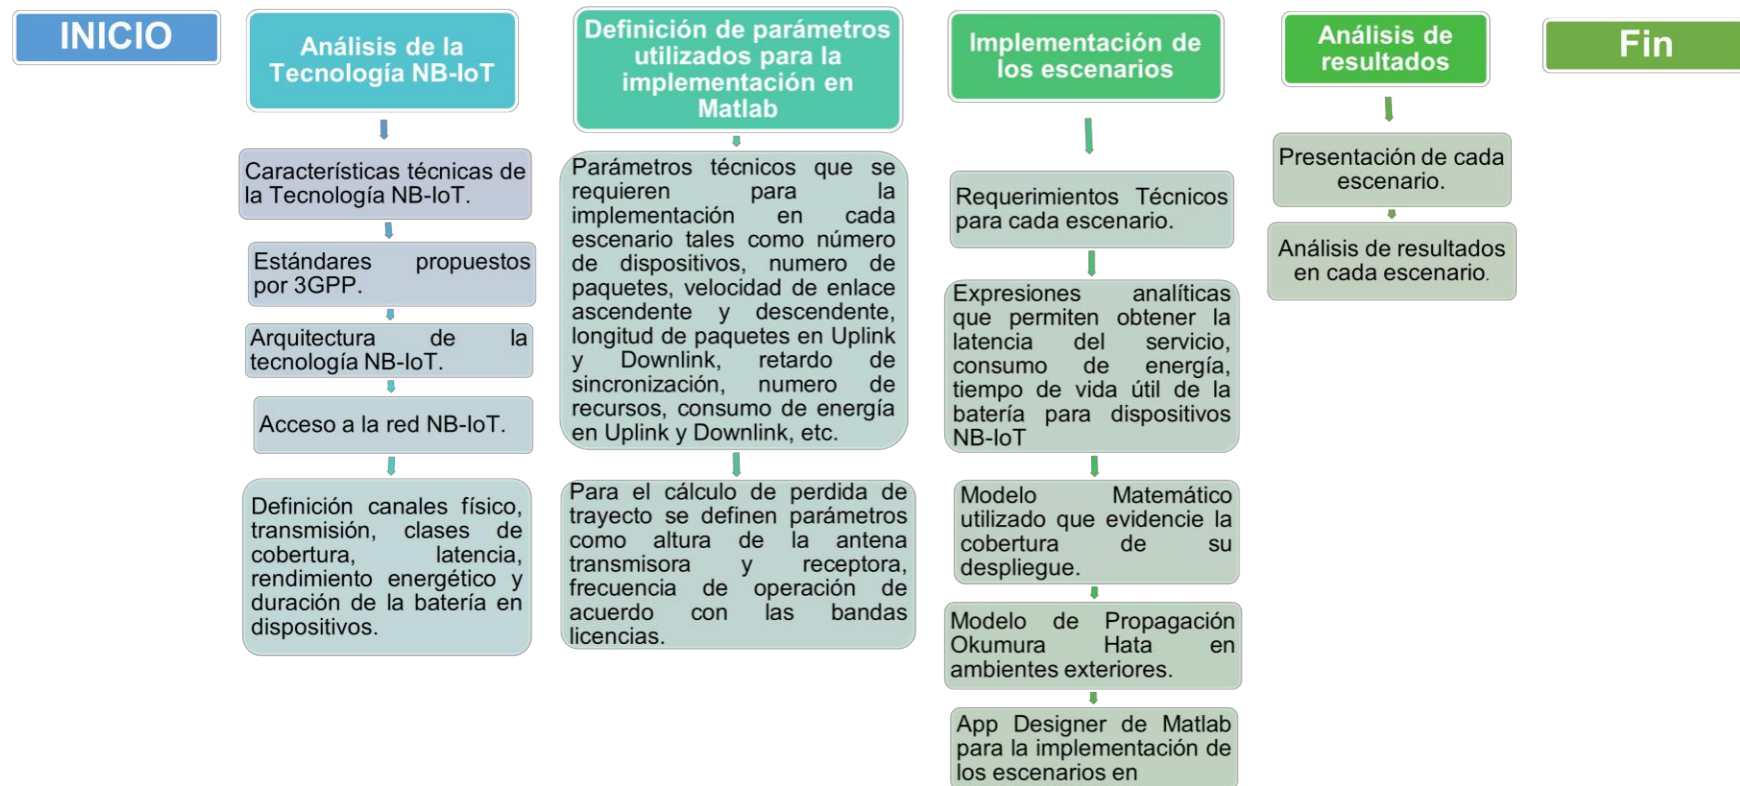 INICIO
Análisis de la
Tecnología NB-IoT
Características técnicas de
la Tecnología NB-IoT.
Estándares propuestos
por 3GPP.
Arquitectura de la
tecnología NB-IoT.
Acceso a la red NB-IoT.
Definición canales físico,
transmisión, clases de
cobertura, latencia,
rendimiento energético y
duración de la batería en
dispositivos.
Definición de parámetros
utilizados para la
implementación en
Matlab
Parámetros técnicos que se
requieren para la
implementación en cada
escenario tales como número
de dispositivos, numero de
paquetes, velocidad de enlace
ascendente y descendente,
longitud de paquetes en Uplink
y Downlink, retardo de
sincronización, numero de
recursos, consumo de energía
en Uplink y Downlink, etc.
Para el cálculo de perdida de
trayecto se definen parámetros
como altura de la antena
transmisora y receptora,
frecuencia de operación de
acuerdo con las bandas
licencias.
Implementación de
los escenarios
Requerimientos Técnicos
para cada escenario.
Expresiones analíticas
que permiten obtener la
latencia del servicio,
consumo de energía,
tiempo de vida útil de la
batería para dispositivos
NB-IoT
Modelo Matemático
utilizado que evidencie la
cobertura de su
despliegue.
Modelo de Propagación
Okumura Hata en
ambientes exteriores.
App Designer de Matlab
para la implementación de
los escenarios en
Análisis de
resultados
Presentación de cada
escenario.
Análisis de resultados
en cada escenario.
Fin